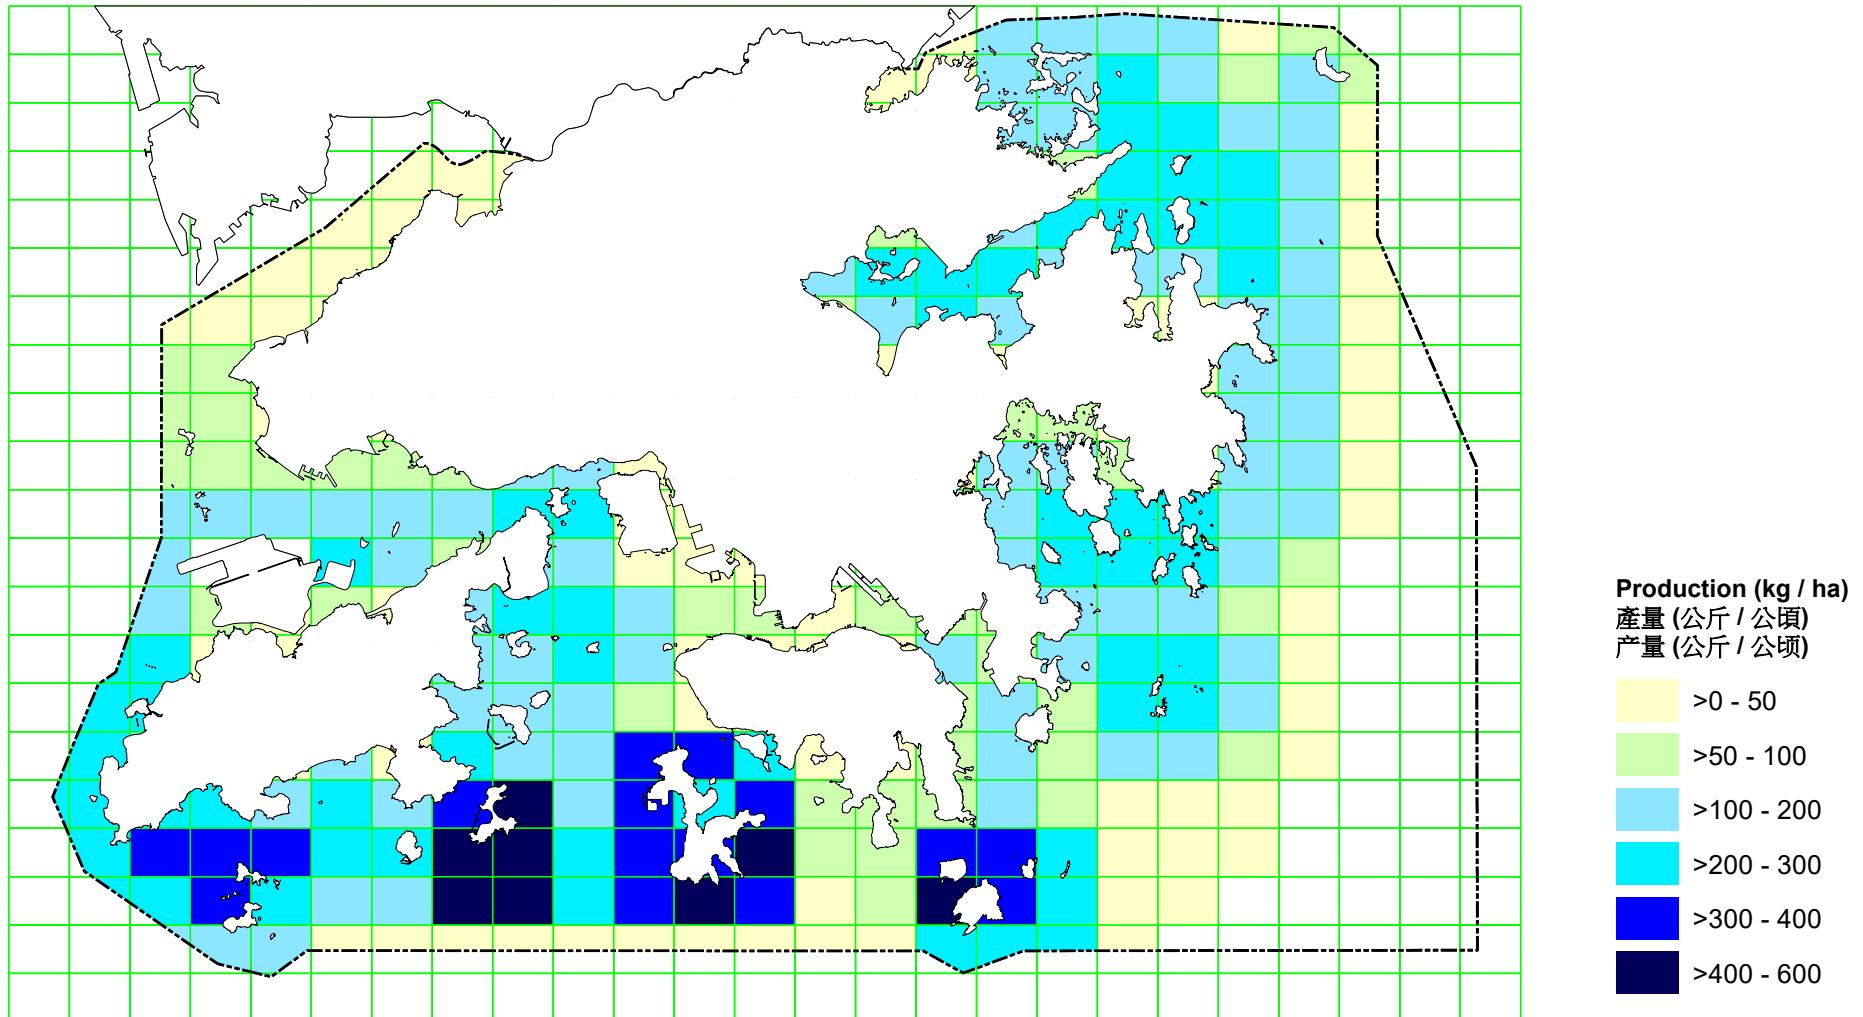 Production (kg / ha)
產量 (公斤 / 公頃)
产量 (公斤 / 公顷)
>0 - 50
>50 - 100
>100 - 200
>200 - 300
>300 - 400
>400 - 600